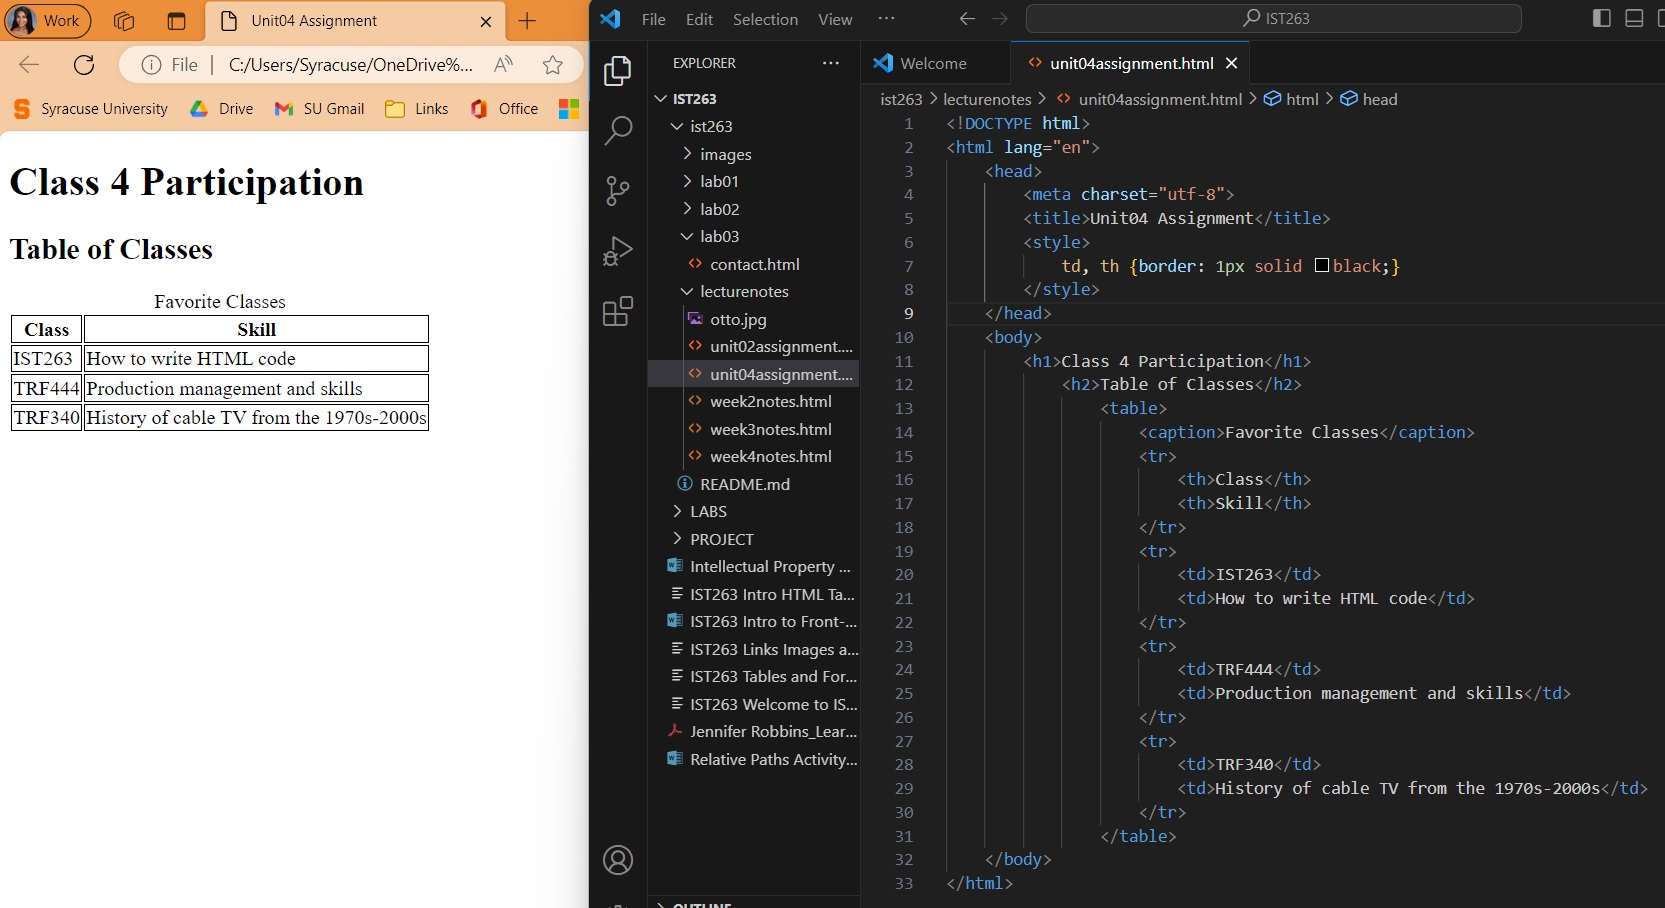 Work
Unit04 Assignment
File
C:/Users/Syracuse/OneDrive%...
Syracuse University
Drive
SU Gmail
Links
Office
Class 4 Participation
Table of Classes
Favorite Classes
Class Skill
IST263 How to write HTML code
TRF444 Production management and skills
TRF340 History of cable TV from the 1970s-2000s
File Edit Selection View ···
IST263
EXPLORER ···
IST263
ist263
images
lab01
lab02
lab03
contact.html
lecturenotes
otto.jpg
unit02assignment....
unit04assignment....
week2notes.html
week3notes.html
week4notes.html
README.md
LABS
PROJECT
Intellectual Property ...
IST263 Intro HTML Ta...
IST263 Intro to Front-...
IST263 Links Images a...
IST263 Tables and For...
IST263 Welcome to IS...
Jennifer Robbins_Lear...
Relative Paths Activity...
OUTLINE
Welcome
unit04assignment.html
ist263 > lecturenotes > unit04assignment.html > html > head
1 <!DOCTYPE html>
2 <html lang="en">
3 <head>
4 <meta charset="utf-8">
5 <title>Unit04 Assignment</title>
6 <style>
7 td, th {border: 1px solid black;}
8 </style>
9 </head>
10 <body>
11 <h1>Class 4 Participation</h1>
12 <h2>Table of Classes</h2>
13 <table>
14 <caption>Favorite Classes</caption>
15 <tr>
16 <th>Class</th>
17 <th>Skill</th>
18 </tr>
19 <tr>
20 <td>IST263</td>
21 <td>How to write HTML code</td>
22 </tr>
23 <tr>
24 <td>TRF444</td>
25 <td>Production management and skills</td>
26 </tr>
27 <tr>
28 <td>TRF340</td>
29 <td>History of cable TV from the 1970s-2000s</td>
30 </tr>
31 </table>
32 </body>
33 </html>